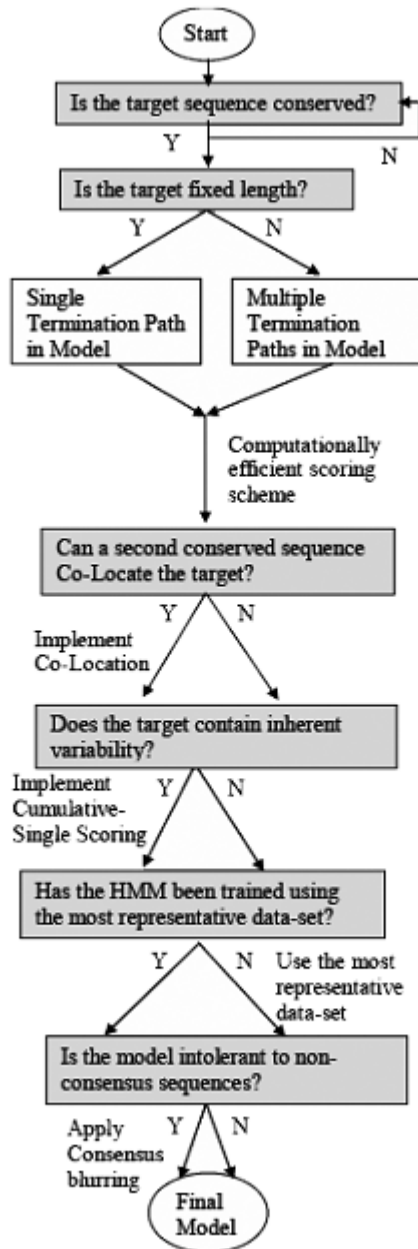 Start
Is the target sequence conserved?
Y
N
Is the target fixed length?
Y
N
Single
Termination Path
in Model
Multiple
Termination
Paths in Model
Computationally
efficient scoring
scheme
Can a second conserved sequence
Co-Locate the target?
Y
N
Implement
Co-Location
Does the target contain inherent
variability?
Y
N
Implement
Cumulative-
Single Scoring
Has the HMM been trained using
the most representative data-set?
Y
N
Use the most
representative
data-set
Is the model intolerant to non-
consensus sequences?
Y
N
Apply
Consensus
blurring
Final
Model